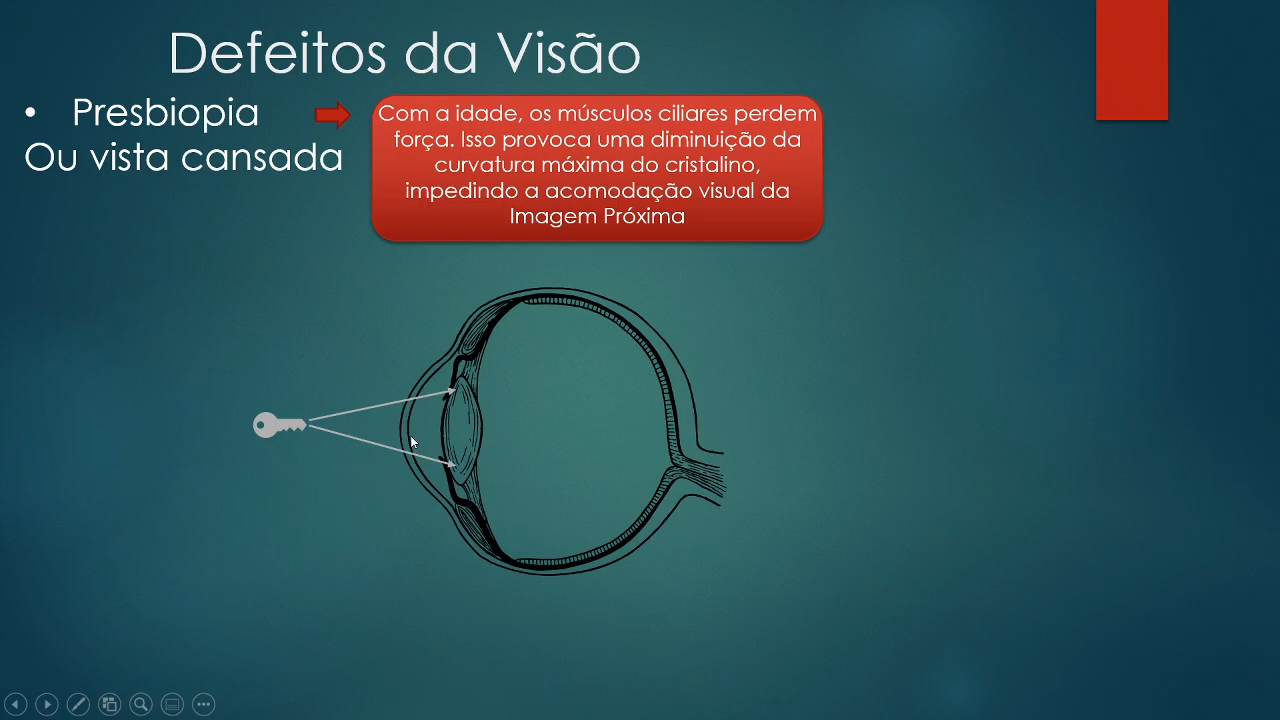 Defeitos da Visão
• Presbiopia
Ou vista cansada
Com a idade, os músculos ciliares perdem
força. Isso provoca uma diminuição da
curvatura máxima do cristalino,
impedindo a acomodação visual da
Imagem Próxima